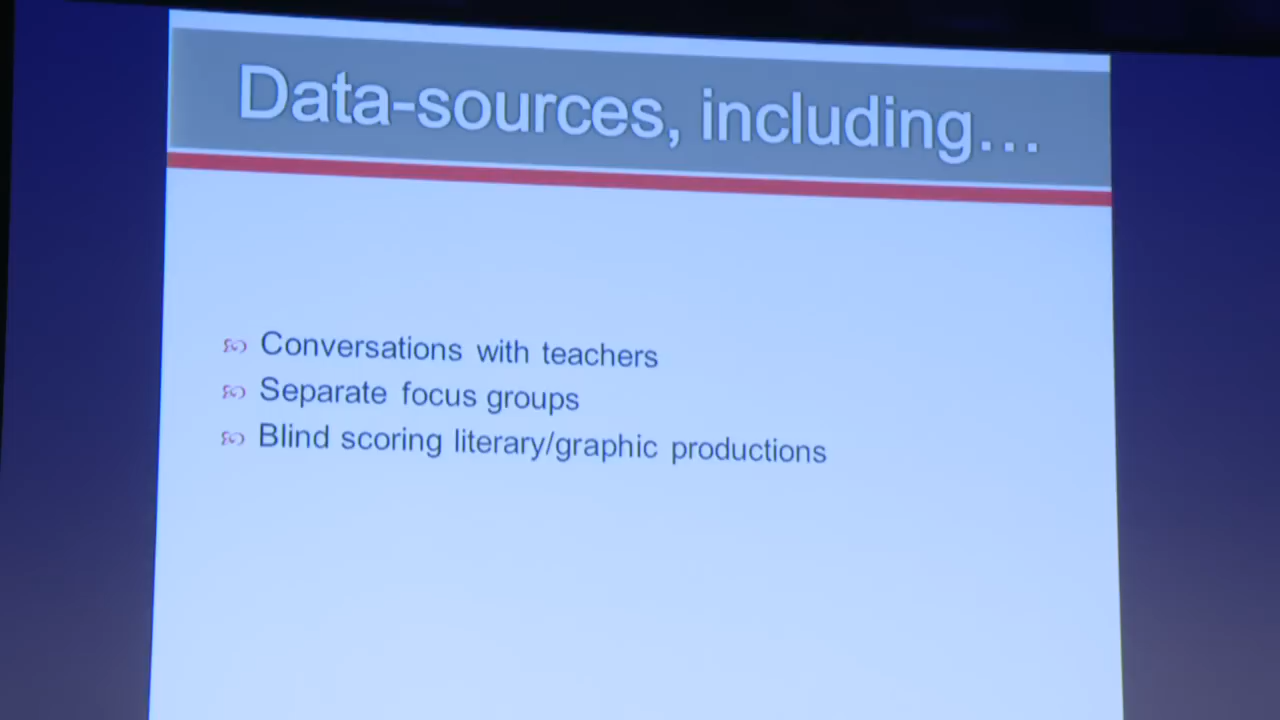 Data-sources, including…
Conversations with teachers
Separate focus groups
Blind scoring literary/graphic productions